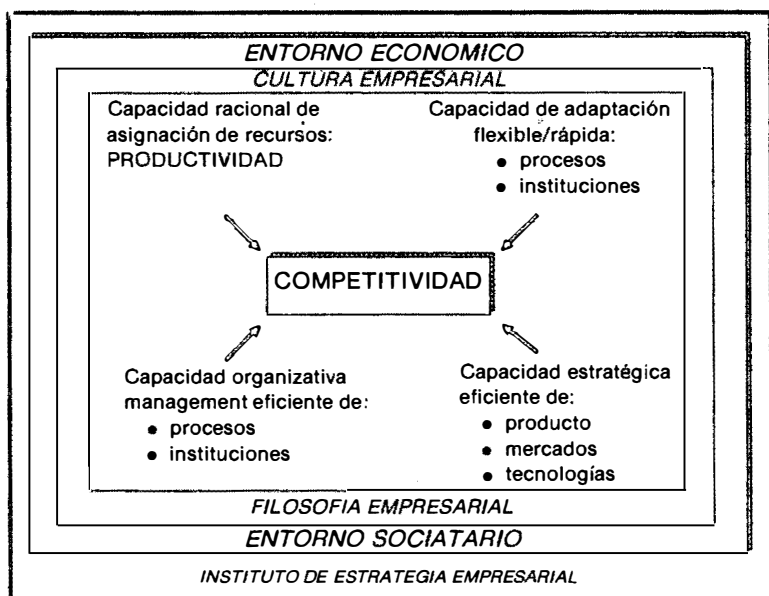 ENTORNO ECONOMICO
CULTURA EMPRESARIAL
Capacidad racional de
asignación de recursos:
PRODUCTIVIDAD
Capacidad de adaptación
flexible/rápida:
● procesos
● instituciones
COMPETITIVIDAD
Capacidad organizativa
management eficiente de:
● procesos
● instituciones
Capacidad estratégica
eficiente de:
● producto
● mercados
● tecnologías
FILOSOFIA EMPRESARIAL
ENTORNO SOCIATARIO
INSTITUTO DE ESTRATEGIA EMPRESARIAL